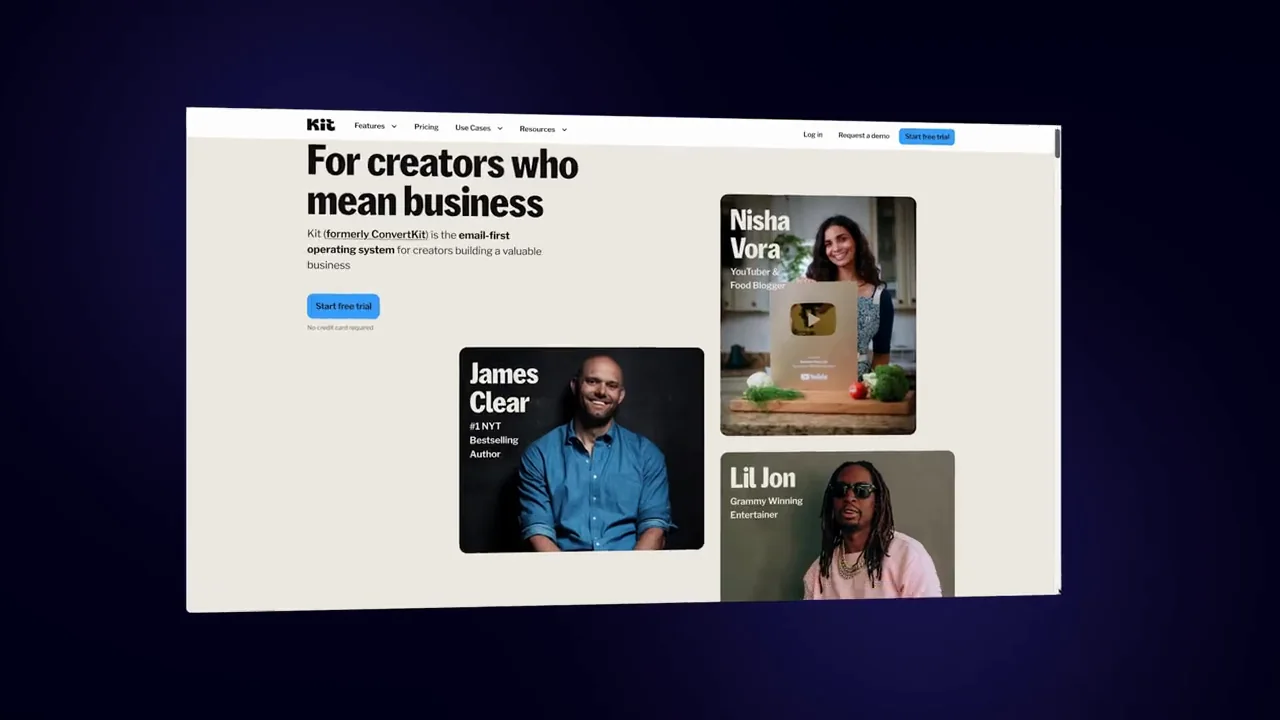 Kit
Features
Pricing
Use Cases
Resources
Log in
Request a demo
Start free trial
For creators who
mean business
Kit (formerly ConvertKit) is the email-first
operating system for creators building a valuable
business
Start free trial
No credit card required
Nisha
Vora
YouTuber &
Food Blogger
YouTube
James
Clear
#1 NYT
Bestselling
Author
Lil Jon
Grammy Winning
Entertainer